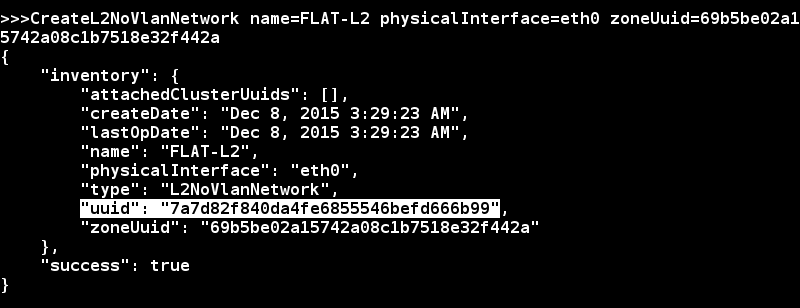 >>>CreateL2NoVlanNetwork name=FLAT-L2 physicalInterface=eth0 zoneUuid=69b5be02a1
5742a08c1b7518e32f442a
{
    "inventory": {
        "attachedClusterUuids": [],
        "createDate": "Dec 8, 2015 3:29:23 AM",
        "lastOpDate": "Dec 8, 2015 3:29:23 AM",
        "name": "FLAT-L2",
        "physicalInterface": "eth0",
        "type": "L2NoVlanNetwork",
        "uuid": "7a7d82f840da4fe6855546befd666b99",
        "zoneUuid": "69b5be02a15742a08c1b7518e32f442a"
    },
    "success": true
}